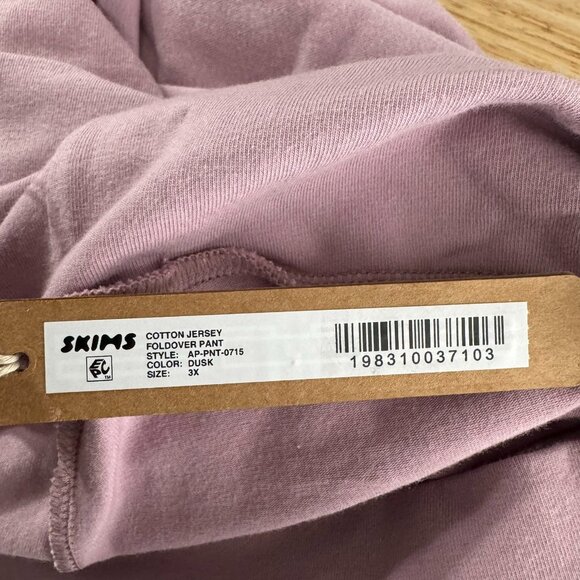 SKIMS
COTTON JERSEY
FOLDOVER PANT
STYLE: AP-PNT-0715
COLOR: DUSK
SIZE: 3X
198310037103